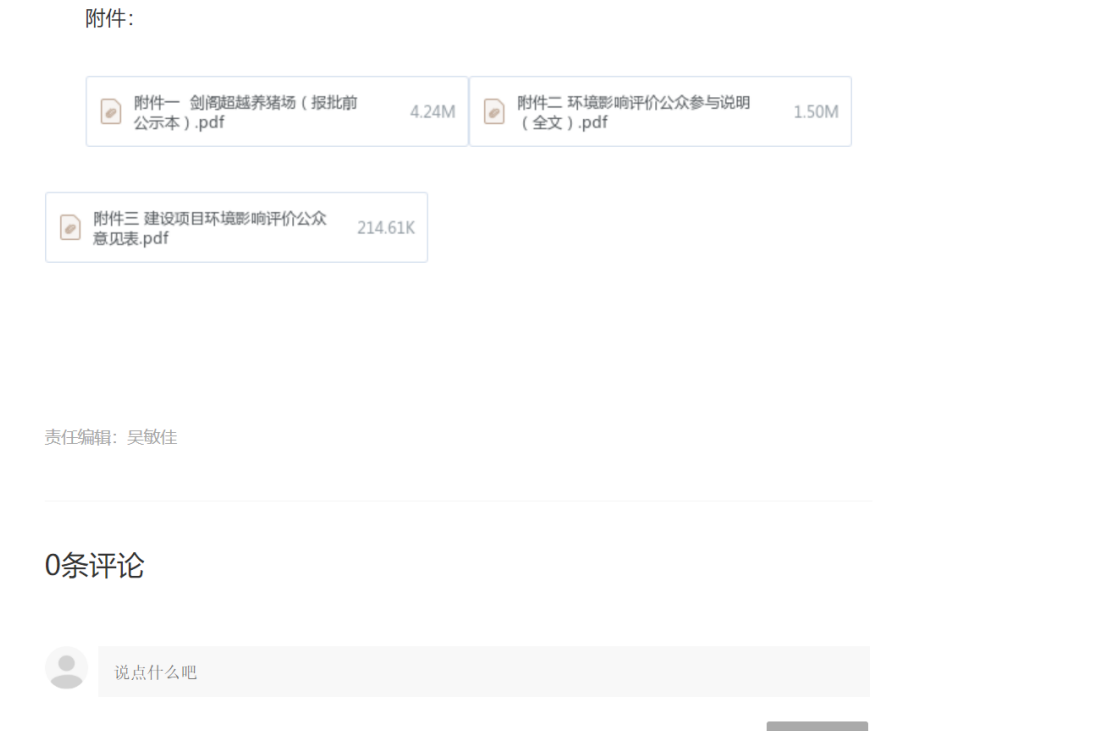 附件：
附件一 剑阁超越养猪场（报批前
公示本）.pdf
4.24M
附件二 环境影响评价公众参与说明
（全文）.pdf
1.50M
附件三 建设项目环境影响评价公众
意见表.pdf
214.61K
责任编辑：吴敏佳
0条评论
说点什么吧